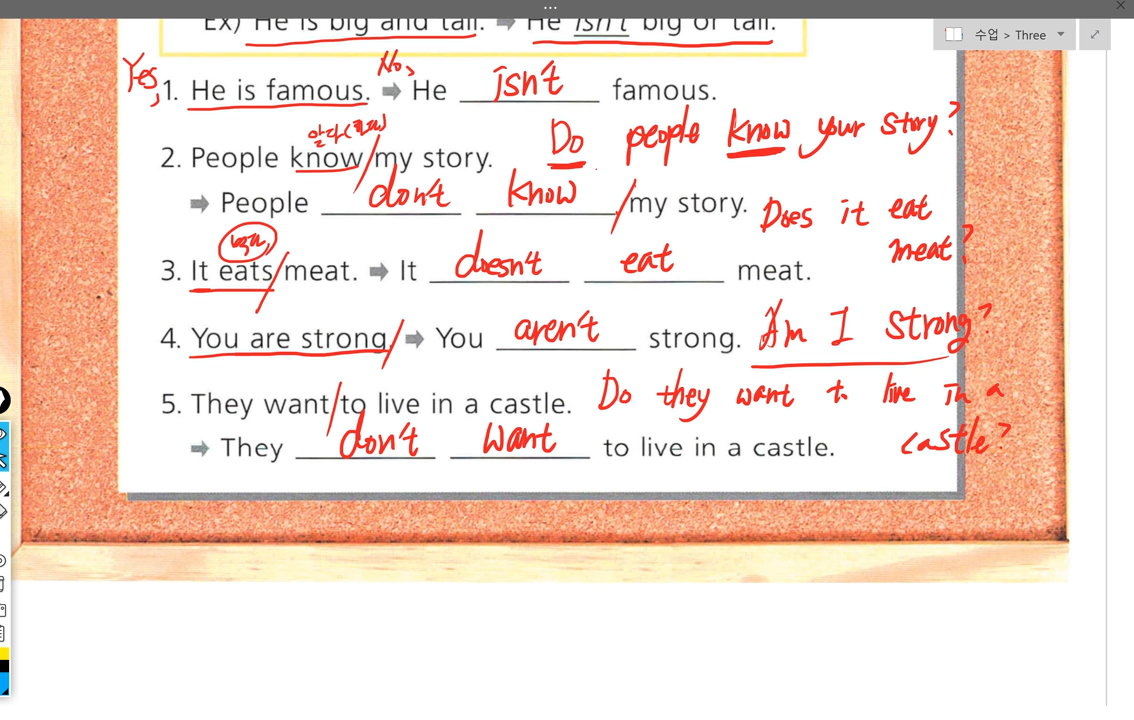 Ex) He is big and tall. ➡ He isn't big or tall.
수업 > Three
Yes, 1. He is famous. No, ➡ He isn't famous.
알다
2. People know/my story. Do people know your story?
➡ People don't know/my story.
Does it eat meat?
3. It eats/meat. ➡ It doesn't eat meat.
4. You are strong/ ➡ You aren't strong. Am I strong?
5. They want/to live in a castle. Do they want to live in a castle?
➡ They don't want to live in a castle.